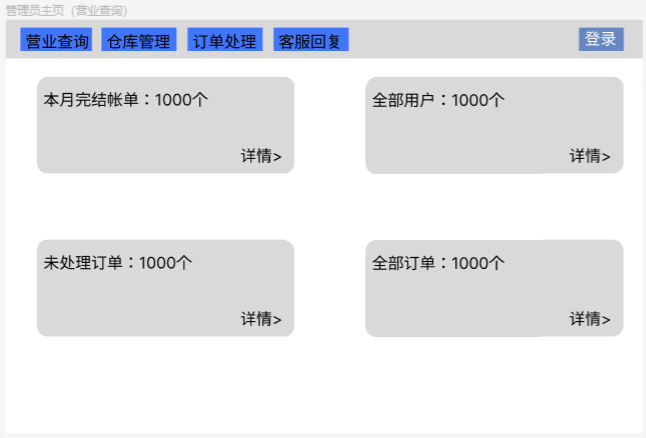 管理员主页（营业查询）
营业查询 仓库管理 订单处理 客服回复 登录
本月完结帐单：1000个
全部用户：1000个
详情>
详情>
未处理订单：1000个
全部订单：1000个
详情>
详情>